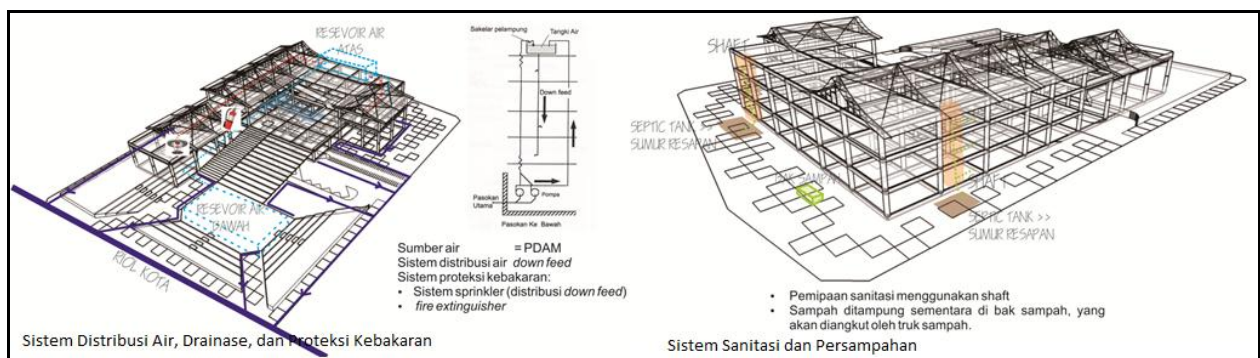 RESEVOIR AIR
ATAS
Sakelar pelampung
Tangki Air
Down feed
Pompa
Pasokan
Utama
Pasokan Ke Bawah
RESEVOIR AIR
BAWAH
RIOL KOTA
Sumber air = PDAM
Sistem distribusi air down feed
Sistem proteksi kebakaran:
• Sistem sprinkler (distribusi down feed)
• fire extinguisher
Sistem Distribusi Air, Drainase, dan Proteksi Kebakaran
SHAFT
SEPTIC TANK >>
SUMUR RESAPAN
BAK SAMPAH
SHAFT
SEPTIC TANK >>
SUMUR RESAPAN
• Pemipaan sanitasi menggunakan shaft
• Sampah ditampung sementara di bak sampah, yang
akan diangkut oleh truk sampah.
Sistem Sanitasi dan Persampahan